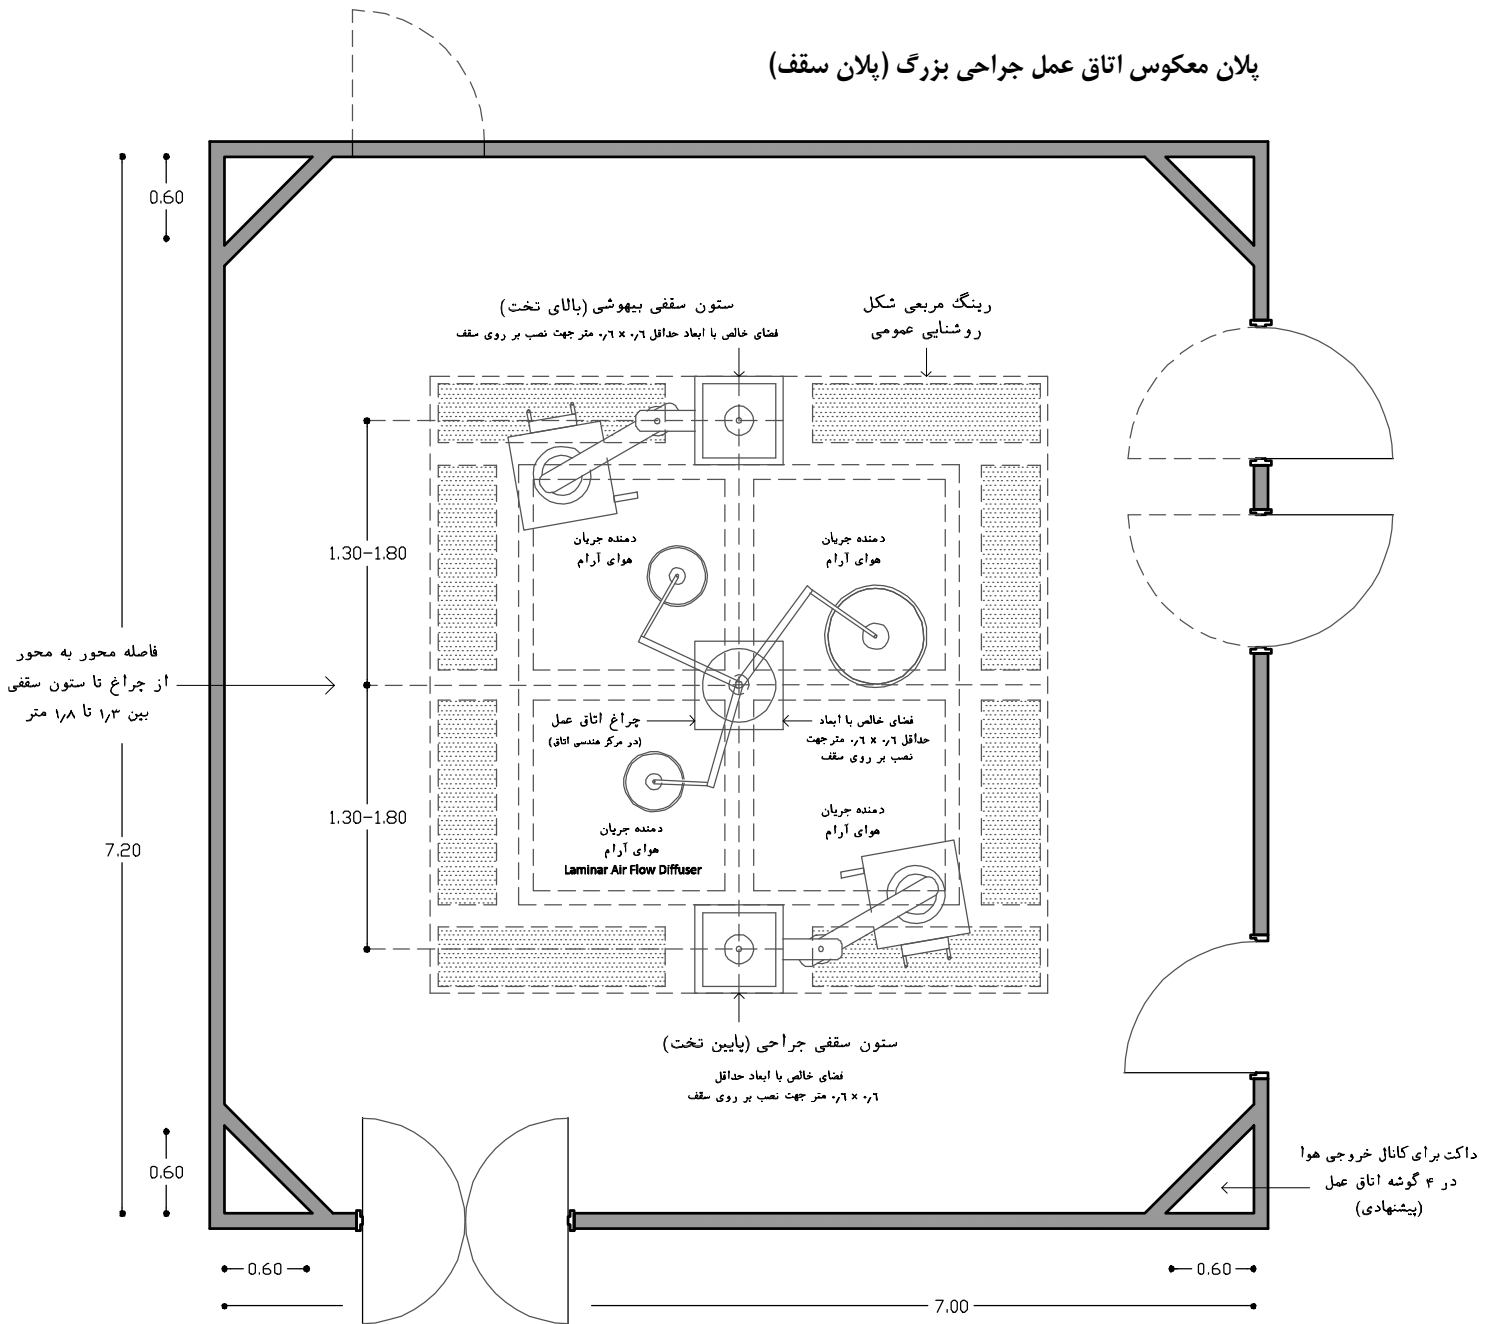 پلان معکوس اتاق عمل جراحی بزرگ (پلان سقف)
0.60
ستون سقفی بیهوشی (بالای تخت)
فضای خالص با ابعاد حداقل ۰٫۶ × ۰٫۶ متر جهت نصب بر روی سقف
رینگ مربعی شکل
روشنایی عمومی
1.30-1.80
دمنده جریان
هوای آرام
دمنده جریان
هوای آرام
فاصله محور به محور
از چراغ تا ستون سقفی
بین ۱٫۳ تا ۱٫۸ متر
چراغ اتاق عمل
(در مرکز هندسی اتاق)
فضای خالص با ابعاد
حداقل ۰٫۶ × ۰٫۶ متر جهت
نصب بر روی سقف
1.30-1.80
7.20
دمنده جریان
هوای آرام
دمنده جریان
هوای آرام
Laminar Air Flow Diffuser
ستون سقفی جراحی (پایین تخت)
فضای خالص با ابعاد حداقل
۰٫۶ × ۰٫۶ متر جهت نصب بر روی سقف
0.60
داکت برای کانال خروجی هوا
در ۴ گوشه اتاق عمل
(پیشنهادی)
0.60
0.60
7.00